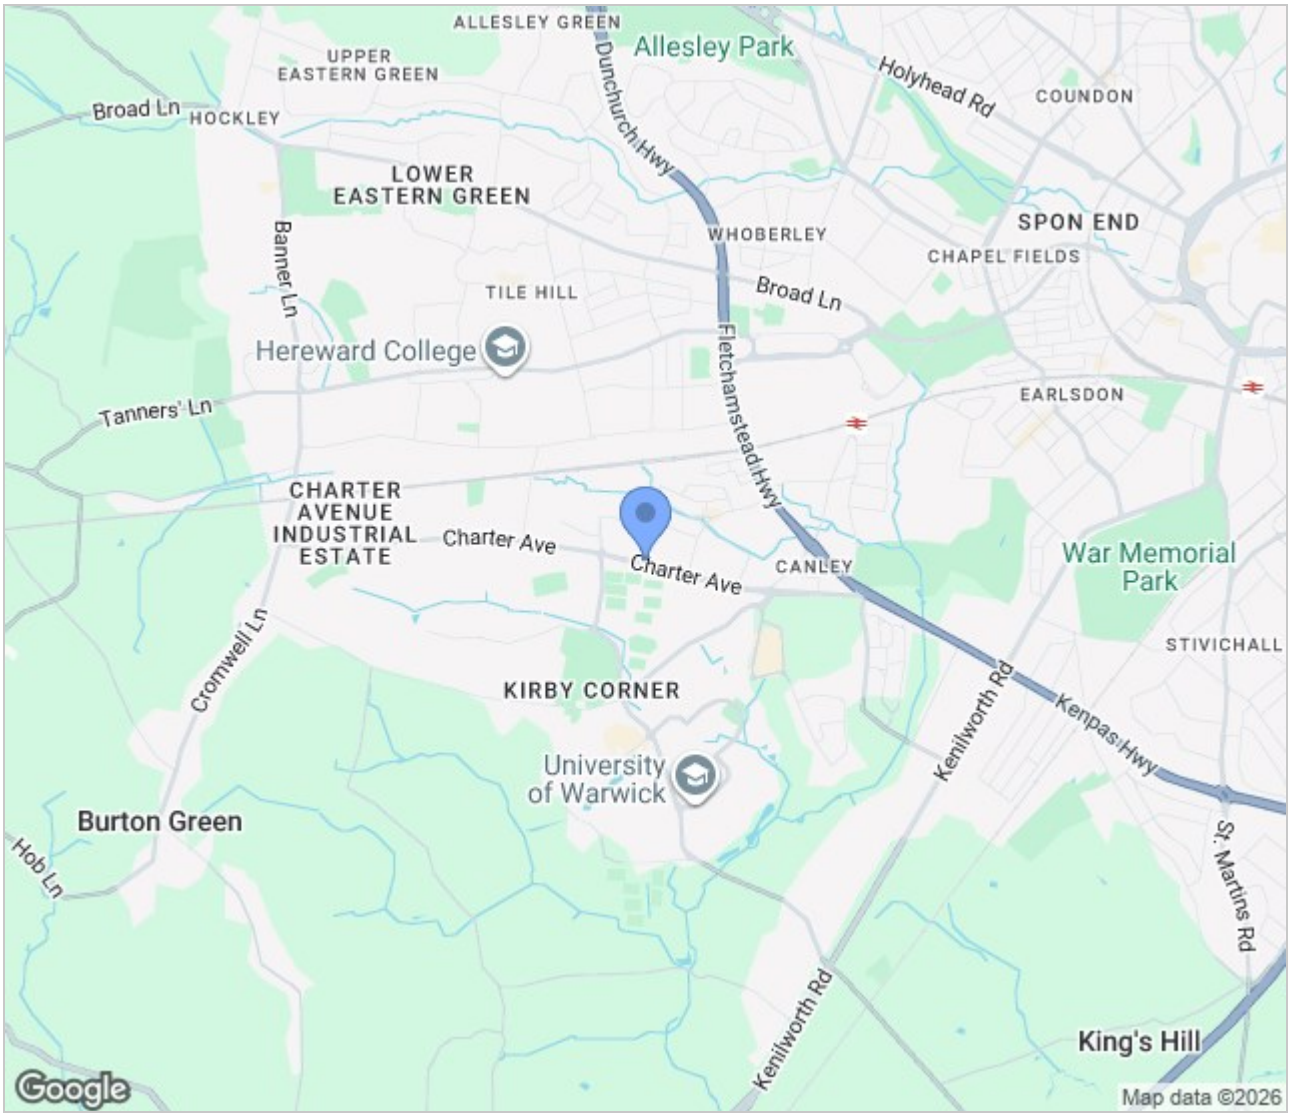 ALLESLEY GREEN
Allesley Park
UPPER
EASTERN GREEN
Dunchurch Hwy
Holyhead Rd
COUNDON
Broad Ln
HOCKLEY
LOWER
EASTERN GREEN
SPON END
Banner Ln
WHOBERLEY
CHAPEL FIELDS
TILE HILL
Broad Ln
Hereward College
Fletchamstead Hwy
EARLSDON
Tanners' Ln
CHARTER
AVENUE
INDUSTRIAL
ESTATE
Charter Ave
Charter Ave
CANLEY
War Memorial
Park
Cromwell Ln
STIVICHALL
KIRBY CORNER
Kenilworth Rd
Kenpas Hwy
University
of Warwick
Burton Green
Hob Ln
St. Martins Rd
Kenilworth Rd
King's Hill
Google
Map data ©2026